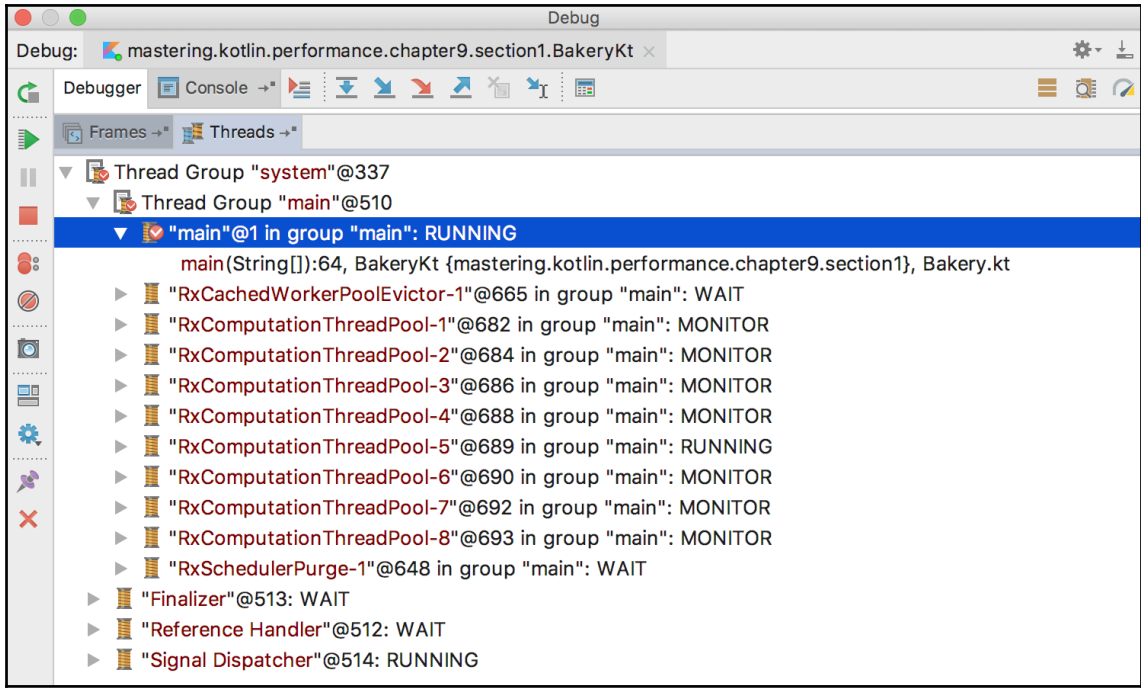 Debug
Debug: mastering.kotlin.performance.chapter9.section1.BakeryKt
Debugger Console
Frames Threads
Thread Group "system"@337
Thread Group "main"@510
"main"@1 in group "main": RUNNING
main(String[]):64, BakeryKt {mastering.kotlin.performance.chapter9.section1}, Bakery.kt
"RxCachedWorkerPoolEvictor-1"@665 in group "main": WAIT
"RxComputationThreadPool-1"@682 in group "main": MONITOR
"RxComputationThreadPool-2"@684 in group "main": MONITOR
"RxComputationThreadPool-3"@686 in group "main": MONITOR
"RxComputationThreadPool-4"@688 in group "main": MONITOR
"RxComputationThreadPool-5"@689 in group "main": RUNNING
"RxComputationThreadPool-6"@690 in group "main": MONITOR
"RxComputationThreadPool-7"@692 in group "main": MONITOR
"RxComputationThreadPool-8"@693 in group "main": MONITOR
"RxSchedulerPurge-1"@648 in group "main": WAIT
"Finalizer"@513: WAIT
"Reference Handler"@512: WAIT
"Signal Dispatcher"@514: RUNNING